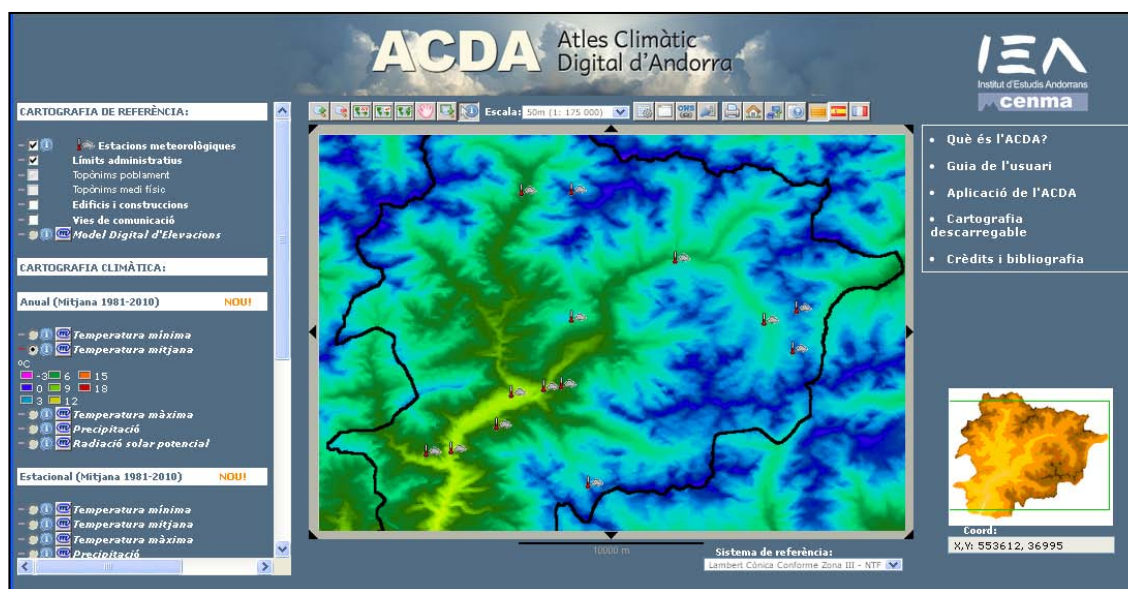 ACDA
Atles Climàtic
Digital d'Andorra
IEA
Institut d'Estudis Andorrans
cenma
CARTOGRAFIA DE REFERÈNCIA:
Estacions meteorològiques
Límits administratius
Topònims poblament
Topònims medi físic
Edificis i construccions
Vies de comunicació
Model Digital d'Elevacions
CARTOGRAFIA CLIMÀTICA:
Anual (Mitjana 1981-2010) NOU!
Temperatura mínima
Temperatura mitjana
ºC
-3 6 15
0 9 18
3 12
Temperatura màxima
Precipitació
Radiació solar potencial
Estacional (Mitjana 1981-2010) NOU!
Temperatura mínima
Temperatura mitjana
Temperatura màxima
Precipitació
Escala: 50m (1: 175 000)
10000 m
Sistema de referència:
Lambert Cònica Conforme Zona III - NTF
• Què és l'ACDA?
• Guia de l'usuari
• Aplicació de l'ACDA
• Cartografia
descarregable
• Crèdits i bibliografia
Coord:
X,Y: 553612, 36995